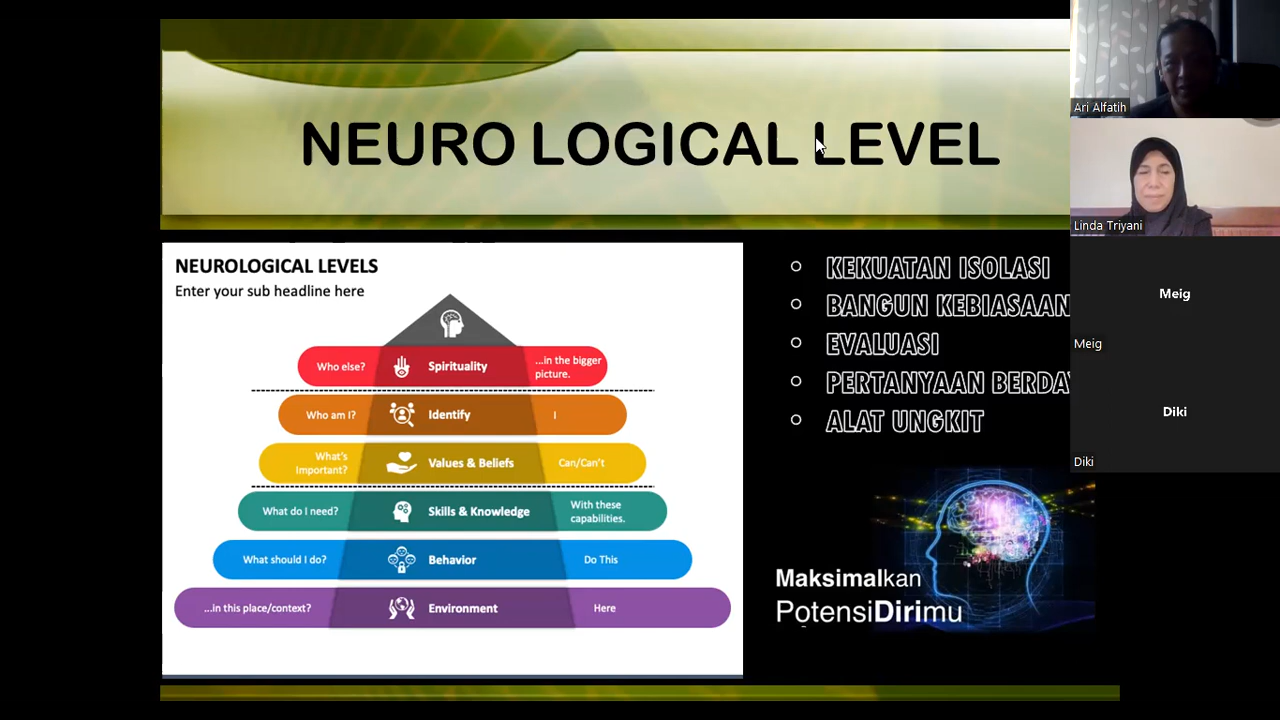 NEURO LOGICAL LEVEL
NEUROLOGICAL LEVELS
Enter your sub headline here
Who else? Spirituality ...in the bigger
picture.
Who am I? Identify I
What's
Important? Values & Beliefs Can/Can't
What do I need? Skills & Knowledge With these
capabilities.
What should I do? Behavior Do This
...in this place/context? Environment Here
KEKUATAN ISOLASI
BANGUN KEBIASAAN
EVALUASI
PERTANYAAN
ALAT UNGKIT
Maksimalkan
PotensiDirimu
Ari Alfatih
Linda Triyani
Meig
Meig
Diki
Diki